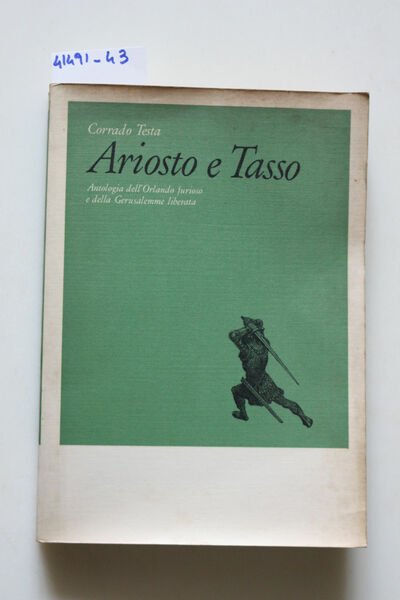 41491-43
Corrado Testa
Ariosto e Tasso
Antologia dell'Orlando furioso
e della Gerusalemme liberata